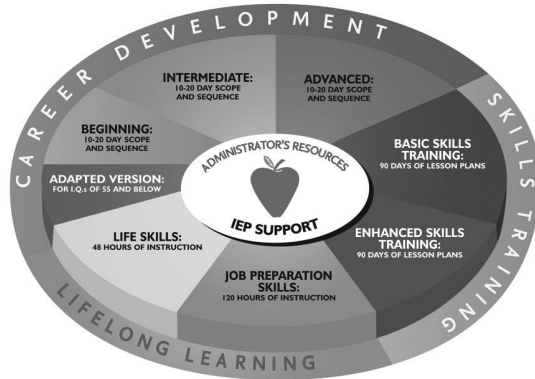 CAREER DEVELOPMENT
SKILLS TRAINING
LIFELONG LEARNING
INTERMEDIATE:
10-20 DAY SCOPE
AND SEQUENCE
ADVANCED:
10-20 DAY SCOPE
AND SEQUENCE
BEGINNING:
10-20 DAY SCOPE
AND SEQUENCE
BASIC SKILLS
TRAINING:
90 DAYS OF LESSON PLANS
ADAPTED VERSION:
FOR I.Q.s OF 55 AND BELOW
ADMINISTRATOR'S RESOURCES
IEP SUPPORT
LIFE SKILLS:
48 HOURS OF INSTRUCTION
ENHANCED SKILLS
TRAINING:
90 DAYS OF LESSON PLANS
JOB PREPARATION
SKILLS:
120 HOURS OF INSTRUCTION